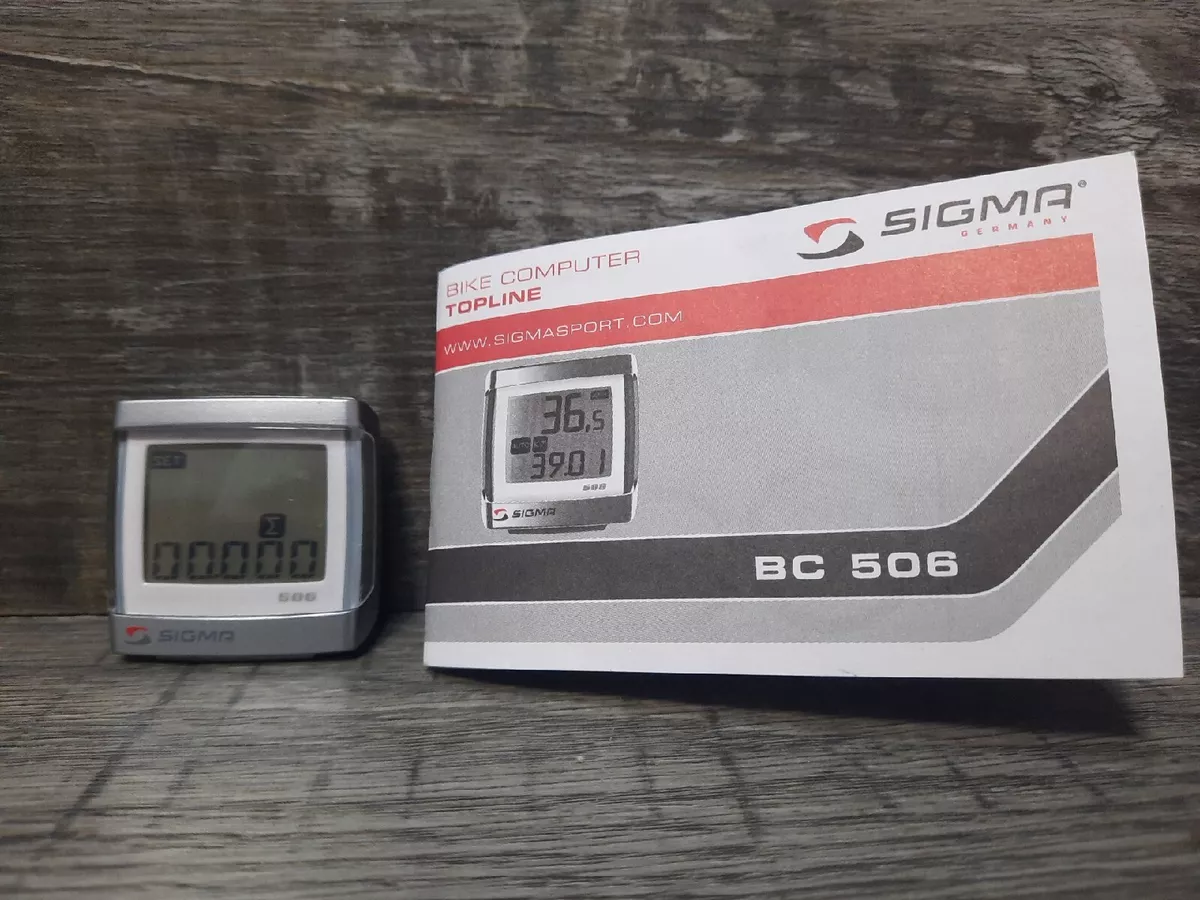 SET
Σ
00000
506
SIGMA
SIGMA®
GERMANY
BIKE COMPUTER
TOPLINE
WWW.SIGMASPORT.COM
36,5
39.01
506
SIGMA
BC 506